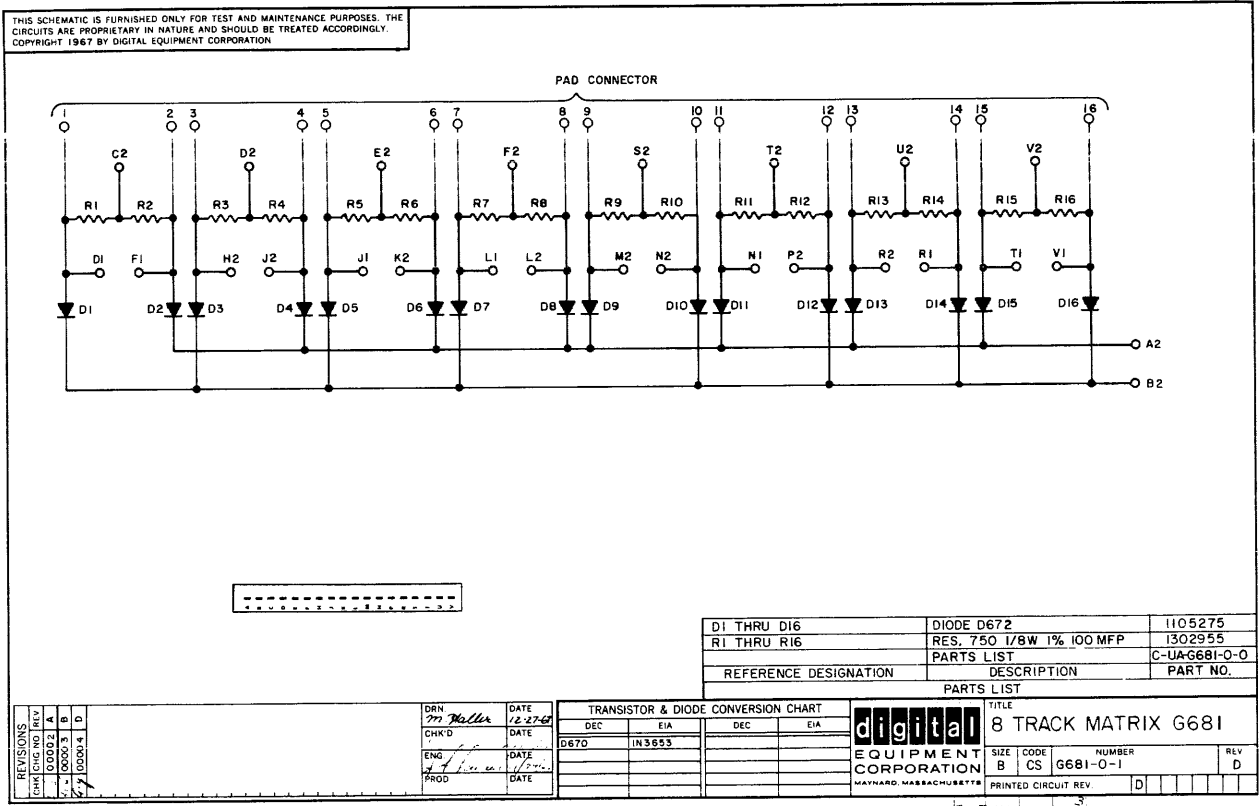 THIS SCHEMATIC IS FURNISHED ONLY FOR TEST AND MAINTENANCE PURPOSES. THE
CIRCUITS ARE PROPRIETARY IN NATURE AND SHOULD BE TREATED ACCORDINGLY.
COPYRIGHT 1967 BY DIGITAL EQUIPMENT CORPORATION
PAD CONNECTOR
1 2 3 4 5 6 7 8 9 10 11 12 13 14 15 16
C2 D2 E2 F2 S2 T2 U2 V2
R1 R2 R3 R4 R5 R6 R7 R8 R9 R10 R11 R12 R13 R14 R15 R16
D1 F1 H2 J2 J1 K2 L1 L2 M2 N2 N1 P2 R2 R1 T1 V1
D1 D2 D3 D4 D5 D6 D7 D8 D9 D10 D11 D12 D13 D14 D15 D16
A2
B2
D1 THRU D16 DIODE D672 1105275
R1 THRU R16 RES, 750 1/8W 1% 100 MFP 1302955
PARTS LIST C-UA-G681-0-0
REFERENCE DESIGNATION DESCRIPTION PART NO.
PARTS LIST
REVISIONS
CHK CHG NO REV
00002 A
00003 B
00004 D
DRN. DATE
M. Haller 12-27-68
CHK'D DATE
ENG DATE
PROD DATE
TRANSISTOR & DIODE CONVERSION CHART
DEC EIA DEC EIA
D670 IN3653
digital
EQUIPMENT
CORPORATION
MAYNARD, MASSACHUSETTS
TITLE
8 TRACK MATRIX G681
SIZE CODE NUMBER REV
B CS G681-0-1 D
PRINTED CIRCUIT REV. D
3